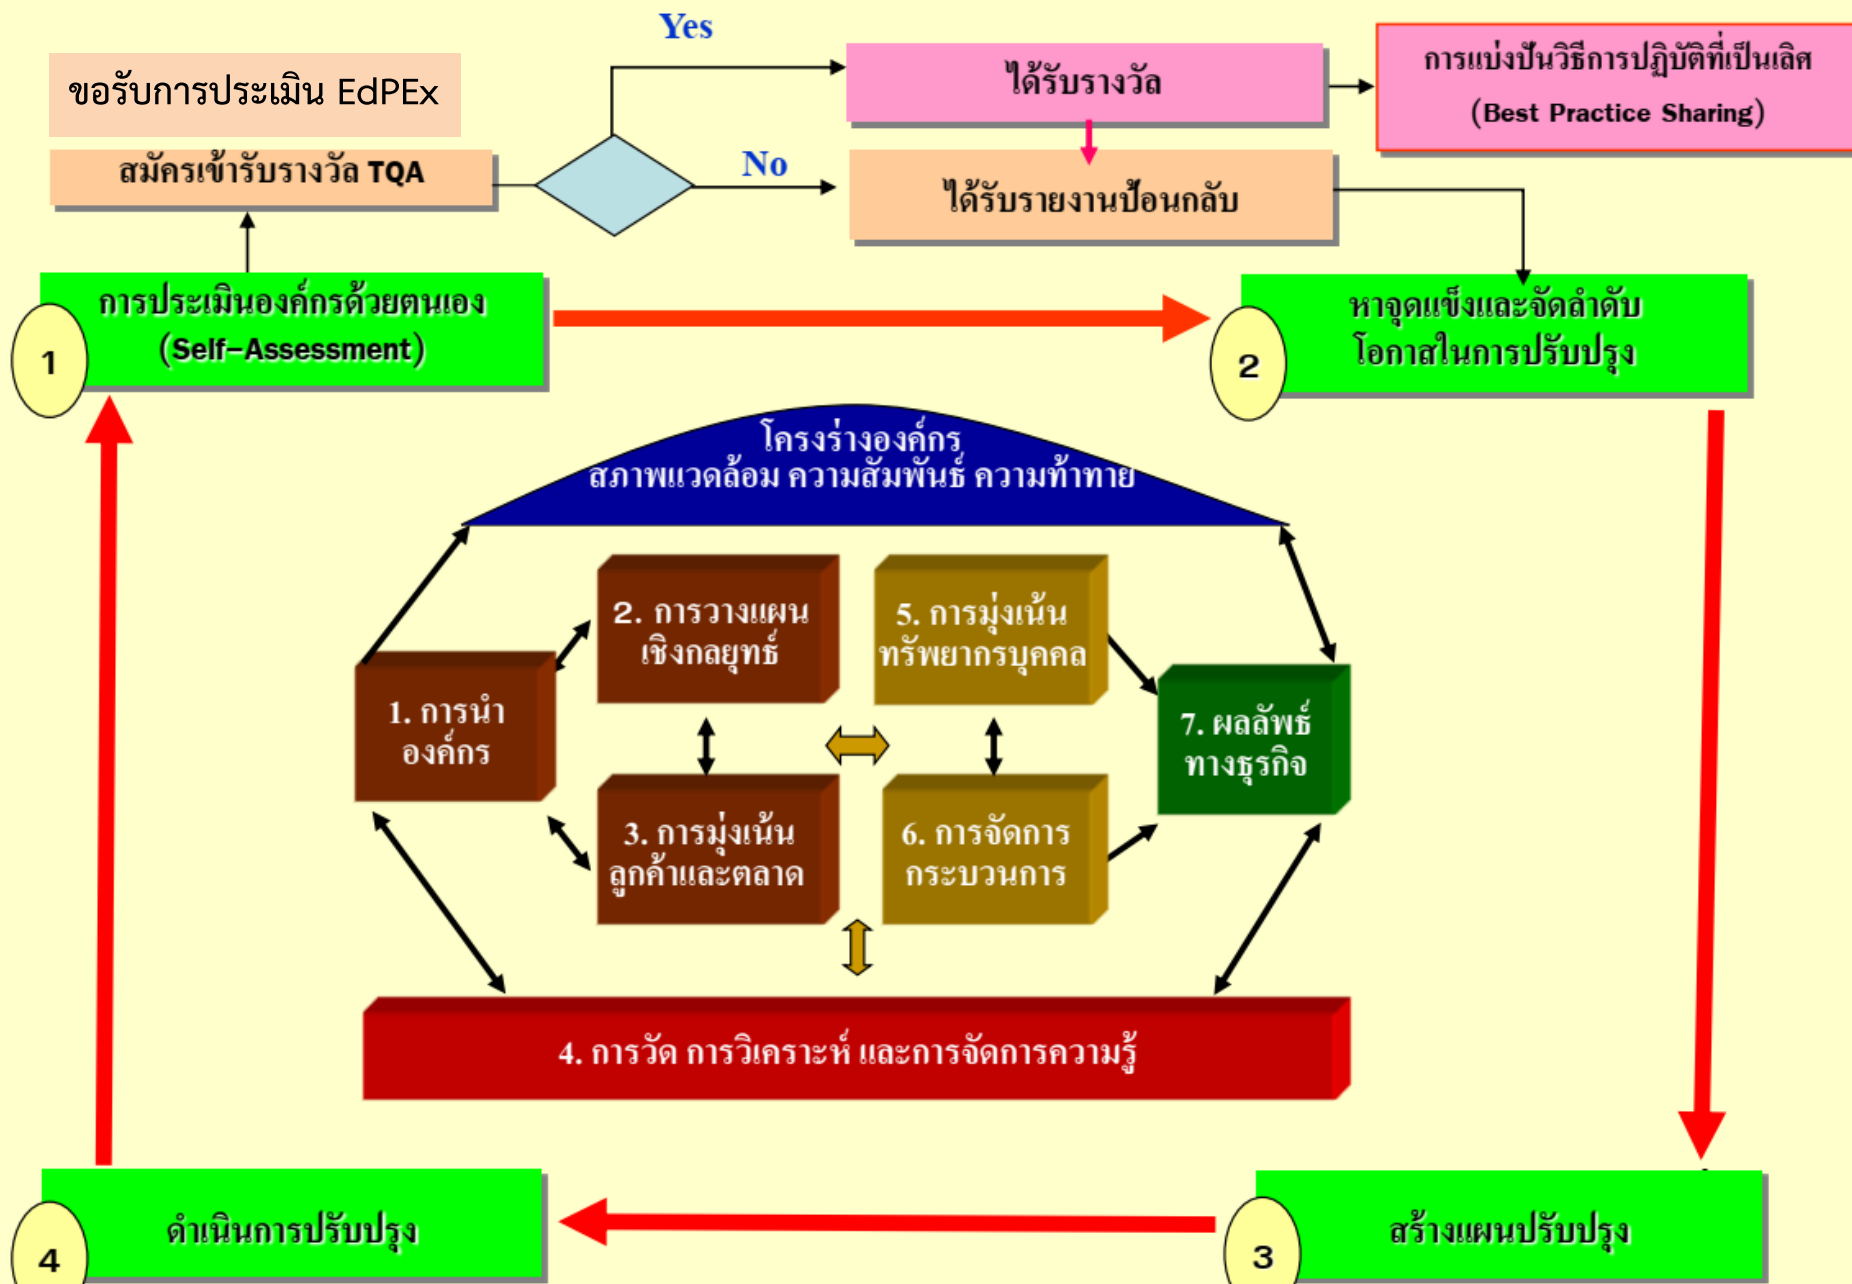 Yes
ขอรับการประเมิน EdPEx
ได้รับรางวัล
การแบ่งปันวิธีการปฏิบัติที่เป็นเลิศ
(Best Practice Sharing)
สมัครเข้ารับรางวัล TQA
No
ได้รับรายงานป้อนกลับ
1
การประเมินองค์กรด้วยตนเอง
(Self-Assessment)
2
หาจุดแข็งและจัดลำดับ
โอกาสในการปรับปรุง
โครงร่างองค์กร
สภาพแวดล้อม ความสัมพันธ์ ความท้าทาย
2. การวางแผน
เชิงกลยุทธ์
5. การมุ่งเน้น
ทรัพยากรบุคคล
1. การนำ
องค์กร
7. ผลลัพธ์
ทางธุรกิจ
3. การมุ่งเน้น
ลูกค้าและตลาด
6. การจัดการ
กระบวนการ
4. การวัด การวิเคราะห์ และการจัดการความรู้
4
ดำเนินการปรับปรุง
3
สร้างแผนปรับปรุง